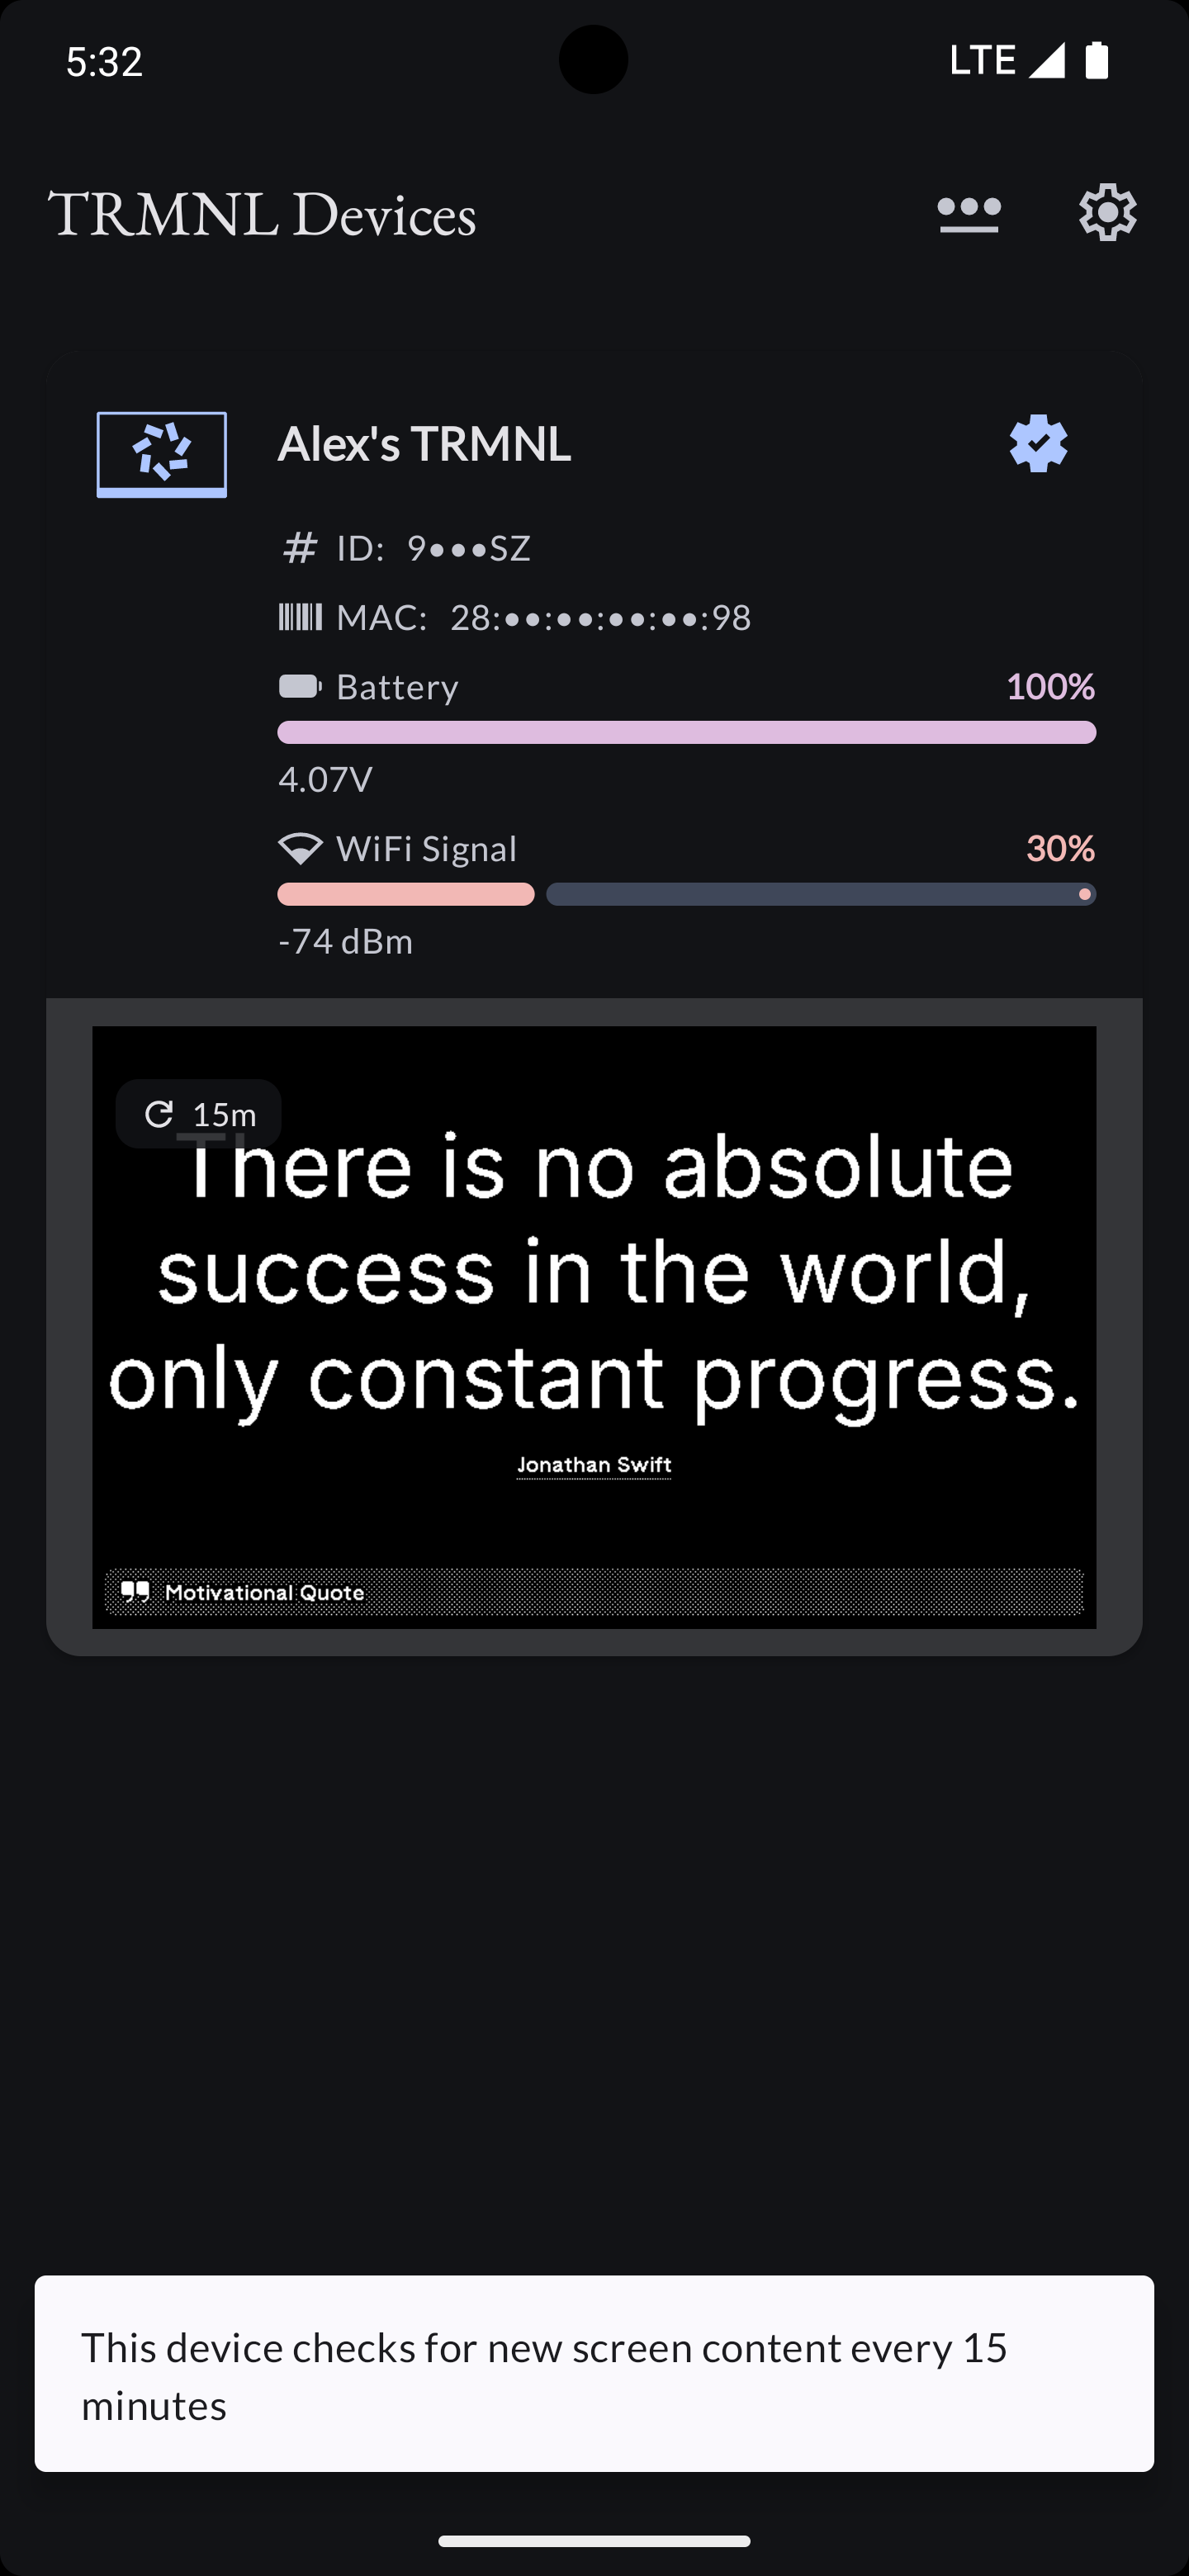 5:32
LTE
TRMNL Devices
Alex's TRMNL
# ID: 9●●●SZ
MAC: 28:●●:●●:●●:●●:98
Battery 100%
4.07V
WiFi Signal 30%
-74 dBm
15m
There is no absolute
success in the world,
only constant progress.
Jonathan Swift
Motivational Quote
This device checks for new screen content every 15
minutes